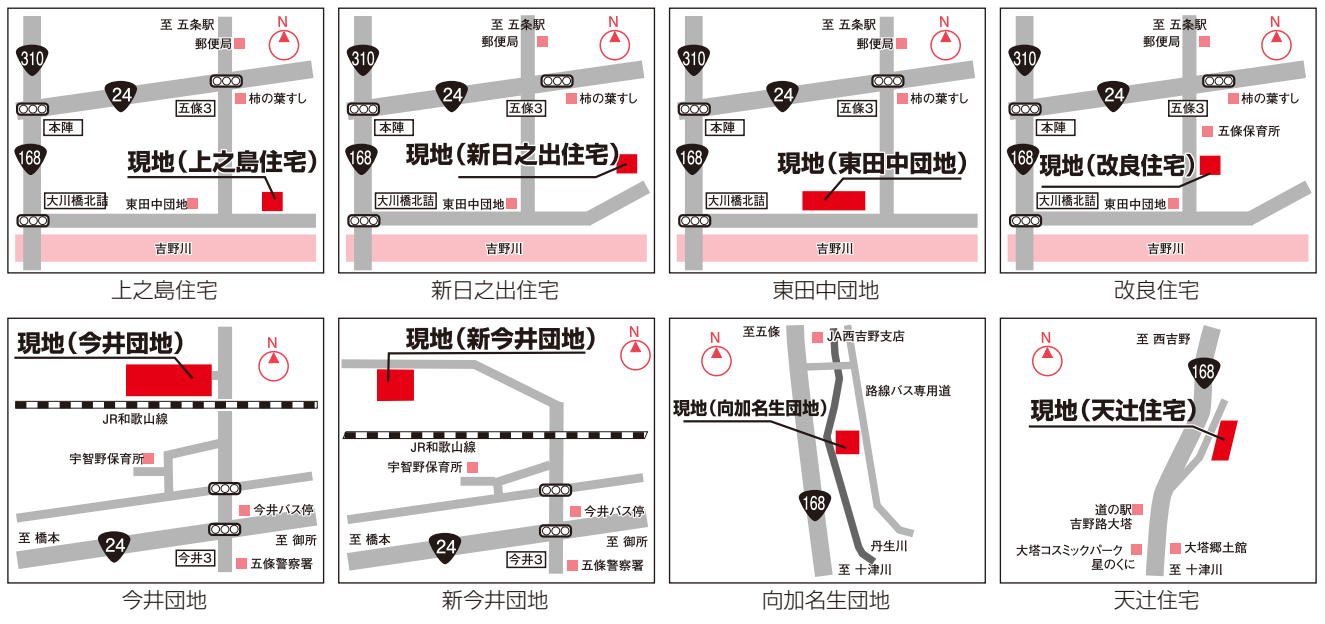 至 五条駅
N
郵便局
310
24
柿の葉すし
五條3
本陣
168
現地(上之島住宅)
大川橋北詰
東田中団地
吉野川
上之島住宅
至 五条駅
N
郵便局
310
24
柿の葉すし
五條3
本陣
168
現地(新日之出住宅)
大川橋北詰
東田中団地
吉野川
新日之出住宅
至 五条駅
N
郵便局
310
24
柿の葉すし
五條3
本陣
168
現地(東田中団地)
大川橋北詰
吉野川
東田中団地
至 五条駅
N
郵便局
310
24
柿の葉すし
五條3
本陣
五條保育所
168
現地(改良住宅)
大川橋北詰
東田中団地
吉野川
改良住宅
現地(今井団地)
N
JR和歌山線
宇智野保育所
今井バス停
至 橋本
24
至 御所
今井3
五條警察署
今井団地
現地(新今井団地)
N
JR和歌山線
宇智野保育所
今井バス停
至 橋本
24
至 御所
今井3
五條警察署
新今井団地
至五條
JA西吉野支店
N
路線バス専用道
現地(向加名生団地)
168
丹生川
至 十津川
向加名生団地
至 西吉野
N
168
現地(天辻住宅)
道の駅
吉野路大塔
大塔コスミックパーク
星のくに
大塔郷土館
至 十津川
天辻住宅